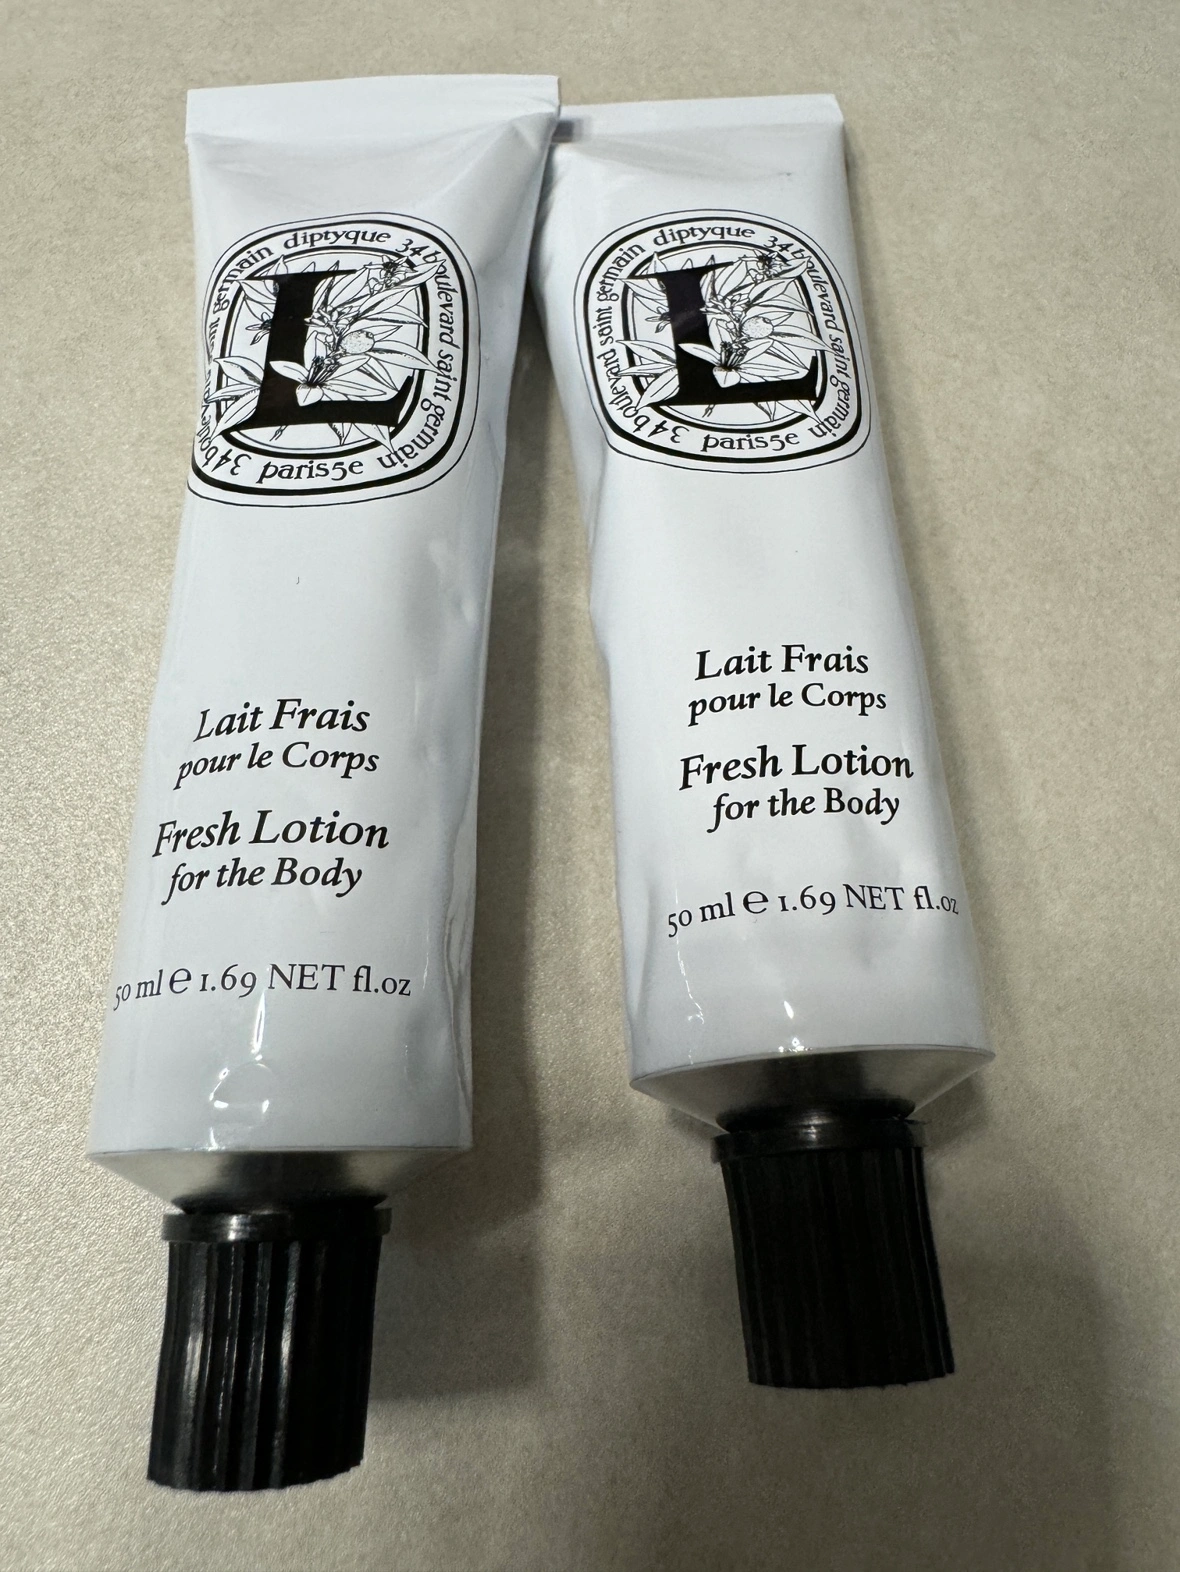 diptyque 34 boulevard saint germain paris5e 34 boulevard saint germain
L
Lait Frais
pour le Corps
Fresh Lotion
for the Body
50 ml e 1.69 NET fl.oz
diptyque 34 boulevard saint germain paris5e 34 boulevard saint germain
L
Lait Frais
pour le Corps
Fresh Lotion
for the Body
50 ml e 1.69 NET fl.oz